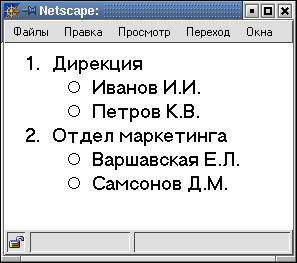 Netscape:
Файлы Правка Просмотр Переход Окна
1. Дирекция
Иванов И.И.
Петров К.В.
2. Отдел маркетинга
Варшавская Е.Л.
Самсонов Д.М.